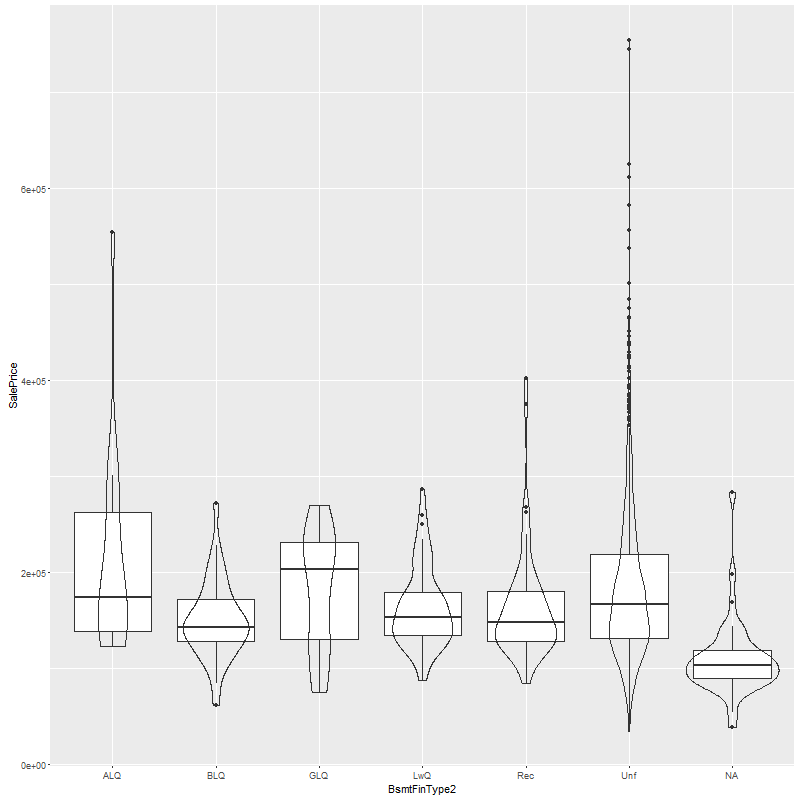 SalePrice
6e+05
4e+05
2e+05
0e+00
ALQ BLQ GLQ LwQ Rec Unf NA
BsmtFinType2